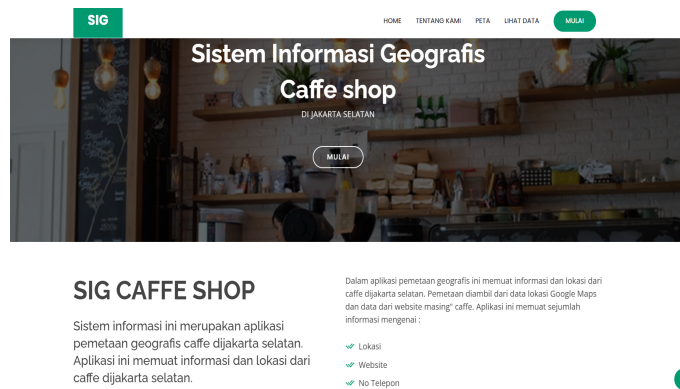 SIG
HOME TENTANG KAMI PETA LIHAT DATA MULAI
Sistem Informasi Geografis
Caffe shop
DI JAKARTA SELATAN
MULAI
SIG CAFFE SHOP
Sistem informasi ini merupakan aplikasi
pemetaan geografis caffe dijakarta selatan.
Aplikasi ini memuat informasi dan lokasi dari
caffe dijakarta selatan.
Dalam aplikasi pemetaan geografis ini memuat informasi dan lokasi dari
caffe dijakarta selatan. Pemetaan diambil dari data lokasi Google Maps
dan data dari website masing" caffe. Aplikasi ini memuat sejumlah
informasi mengenai :
Lokasi
Website
No Telepon